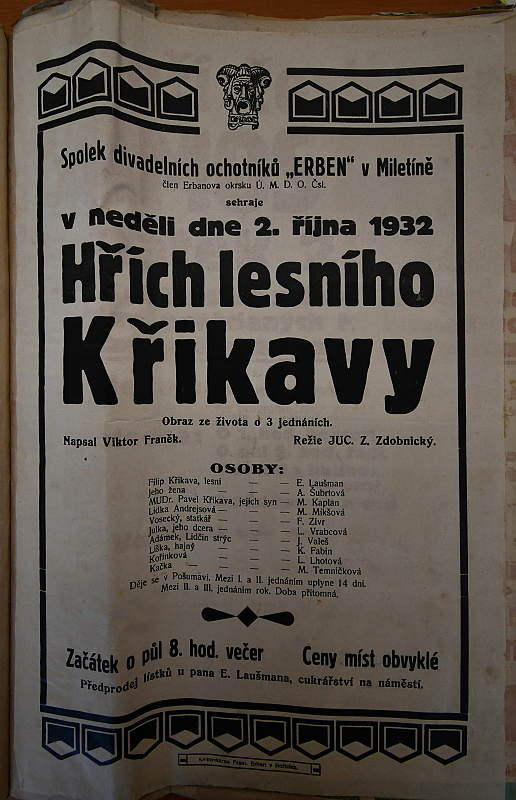 Spolek divadelních ochotníků „ERBEN" v Miletíně
člen Erbanova okrsku Ú. M. D. O. Čsl.
sehraje
v neděli dne 2. října 1932
Hřích lesního
Křikavy
Obraz ze života o 3 jednáních.
Napsal Viktor Franěk. Režie JUC. Z. Zdobnický.
OSOBY:
Filip Křikava, lesní — — E. Laušman
Jeho žena — — — A. Šubrtová
MUDr. Pavel Křikava, jejich syn — M. Kaplan
Lidka Andrejsová — — — M. Mikšová
Vosecký, stalkář — — — F. Zívr
Julka, jeho dcera — — — L. Vrabcová
Adámek, Lidčin strýc — — J. Valeš
Liška, hajný — — — K. Fabín
Kořínková — — — L. Lhotová
Kačka — — — M. Temníčková
Děje se v Pošumaví. Mezi I. a II. jednáním uplyne 14 dní.
Mezi II. a III. jednáním rok. Doba přítomná.
Začátek o půl 8. hod. večer Ceny míst obvyklé
Předprodej lístků u pana E. Laušmana, cukrářství na náměstí.